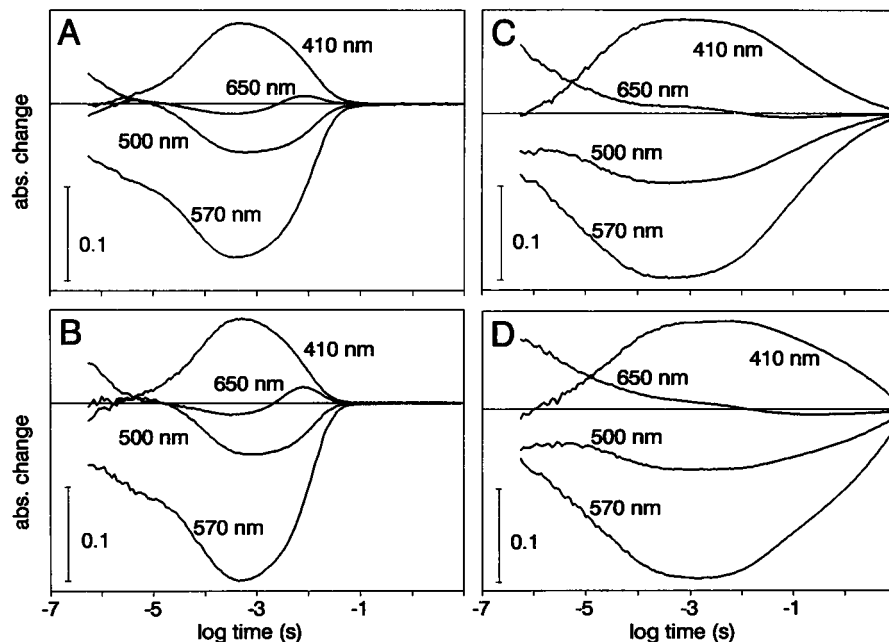 A
410 nm
650 nm
500 nm
570 nm
0.1
abs. change
C
410 nm
650 nm
500 nm
570 nm
0.1
B
410 nm
650 nm
500 nm
570 nm
0.1
abs. change
-7 -5 -3 -1
log time (s)
D
410 nm
650 nm
500 nm
570 nm
0.1
-7 -5 -3 -1
log time (s)